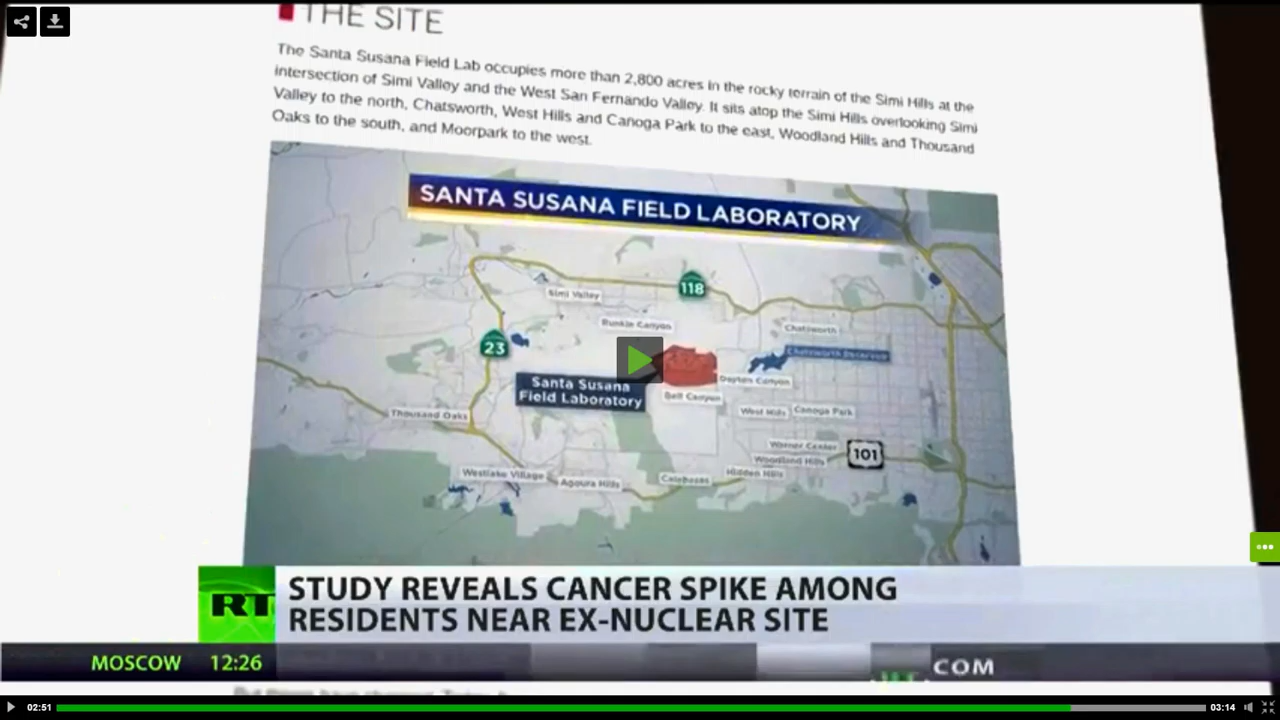 THE SITE
The Santa Susana Field Lab occupies more than 2,800 acres in the rocky terrain of the Simi Hills at the
intersection of Simi Valley and the West San Fernando Valley. It sits atop the Simi Hills overlooking Simi
Valley to the north, Chatsworth, West Hills and Canoga Park to the east, Woodland Hills and Thousand
Oaks to the south, and Moorpark to the west.
SANTA SUSANA FIELD LABORATORY
118
Simi Valley
Runkle Canyon
Chatsworth
23
Chatsworth Reservoir
Santa Susana
Field Laboratory
Dayton Canyon
Bell Canyon
West Hills
Canoga Park
Thousand Oaks
Warner Center
101
Woodland Hills
Hidden Hills
Westlake Village
Agoura Hills
Calabasas
RT
STUDY REVEALS CANCER SPIKE AMONG
RESIDENTS NEAR EX-NUCLEAR SITE
MOSCOW 12:26
COM
02:51
03:14